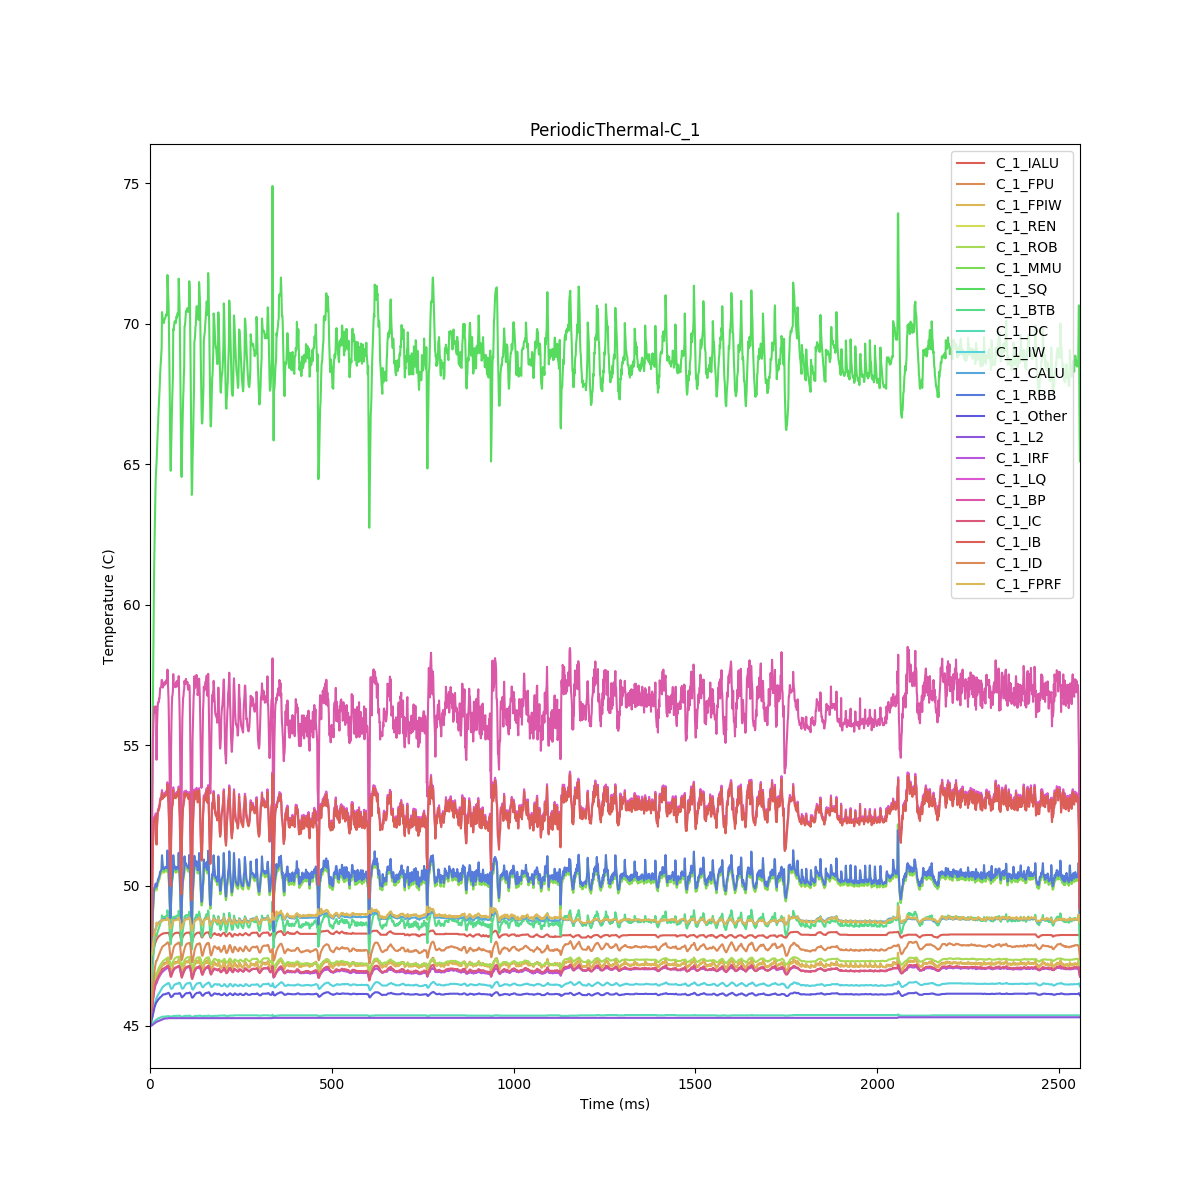 PeriodicThermal-C_1
75
70
65
60
55
50
45
Temperature (C)
0
500
1000
1500
2000
2500
Time (ms)
C_1_IALU
C_1_FPU
C_1_FPIW
C_1_REN
C_1_ROB
C_1_MMU
C_1_SQ
C_1_BTB
C_1_DC
C_1_IW
C_1_CALU
C_1_RBB
C_1_Other
C_1_L2
C_1_IRF
C_1_LQ
C_1_BP
C_1_IC
C_1_IB
C_1_ID
C_1_FPRF